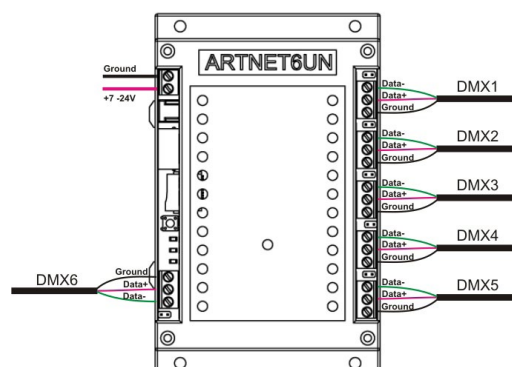 ARTNET6UN
Ground
+7 -24V
Data-
Data+
Ground
DMX1
Data-
Data+
Ground
DMX2
Data-
Data+
Ground
DMX3
Data-
Data+
Ground
DMX4
Data-
Data+
Ground
DMX5
DMX6
Ground
Data+
Data-